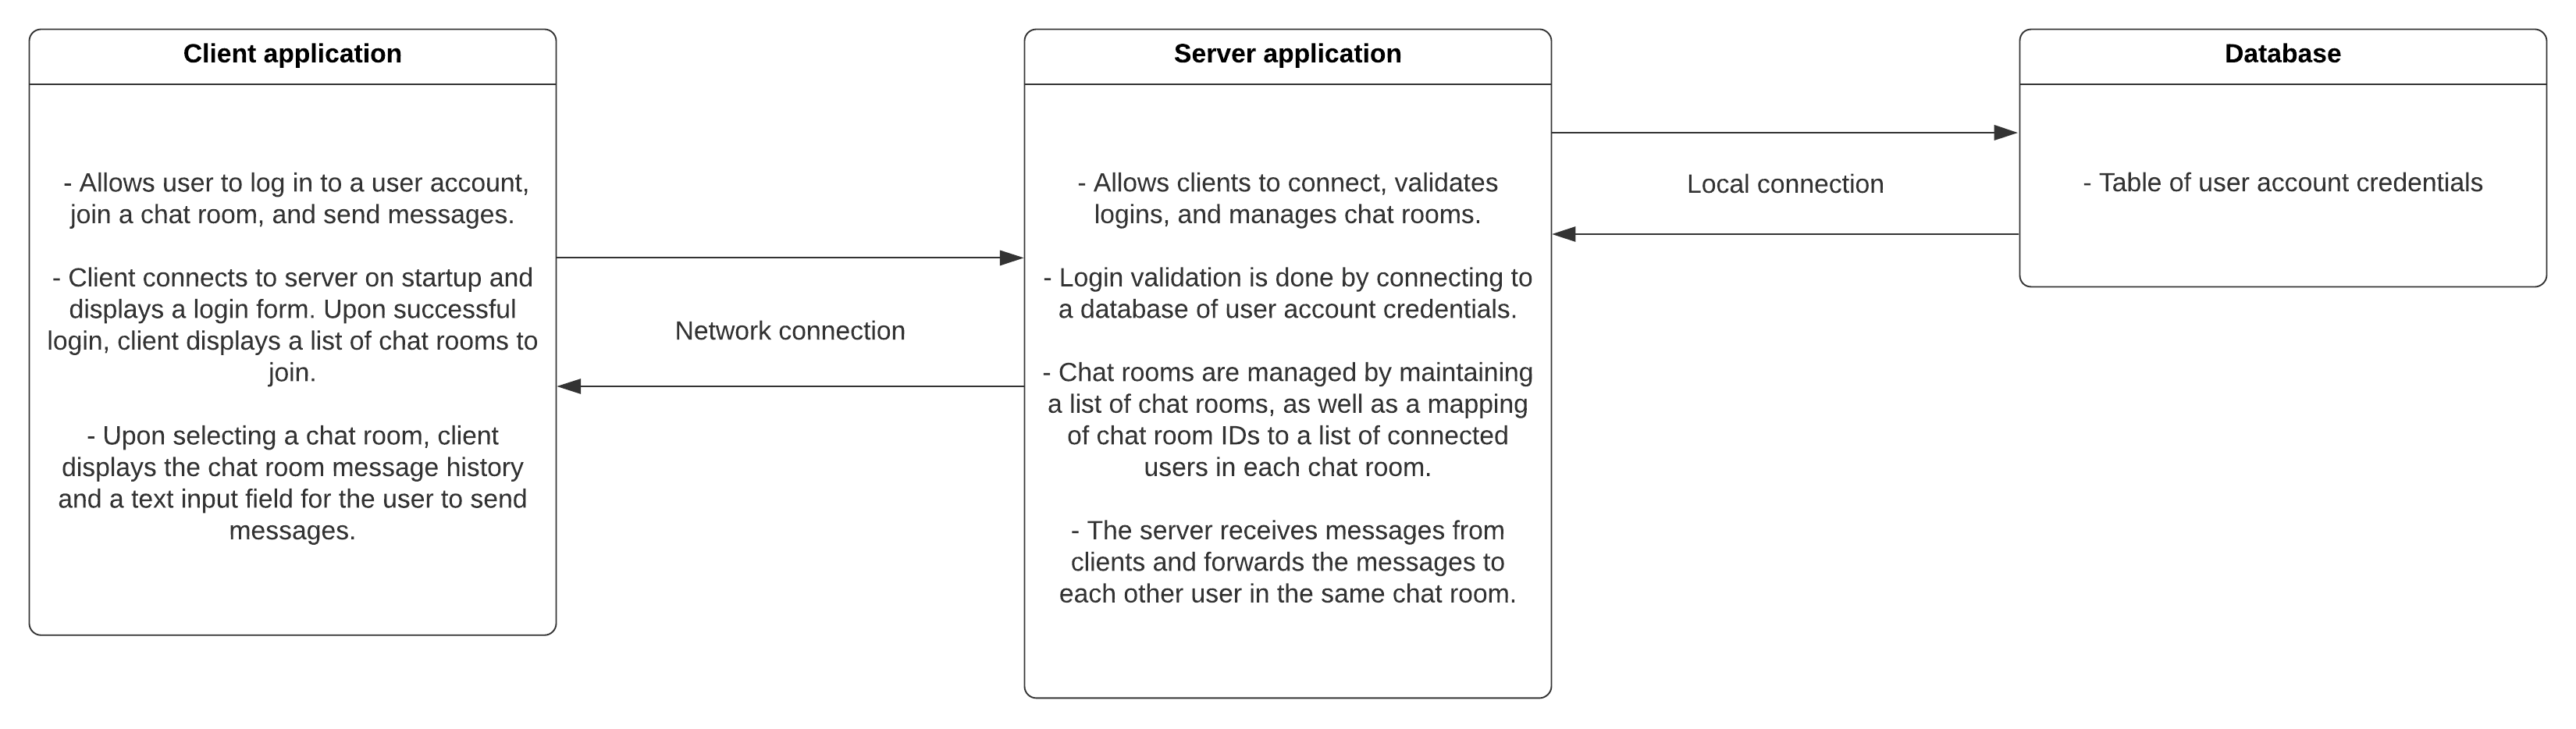 Client application
- Allows user to log in to a user account,
join a chat room, and send messages.
- Client connects to server on startup and
displays a login form. Upon successful
login, client displays a list of chat rooms to
join.
- Upon selecting a chat room, client
displays the chat room message history
and a text input field for the user to send
messages.
Network connection
Server application
- Allows clients to connect, validates
logins, and manages chat rooms.
- Login validation is done by connecting to
a database of user account credentials.
- Chat rooms are managed by maintaining
a list of chat rooms, as well as a mapping
of chat room IDs to a list of connected
users in each chat room.
- The server receives messages from
clients and forwards the messages to
each other user in the same chat room.
Local connection
Database
- Table of user account credentials